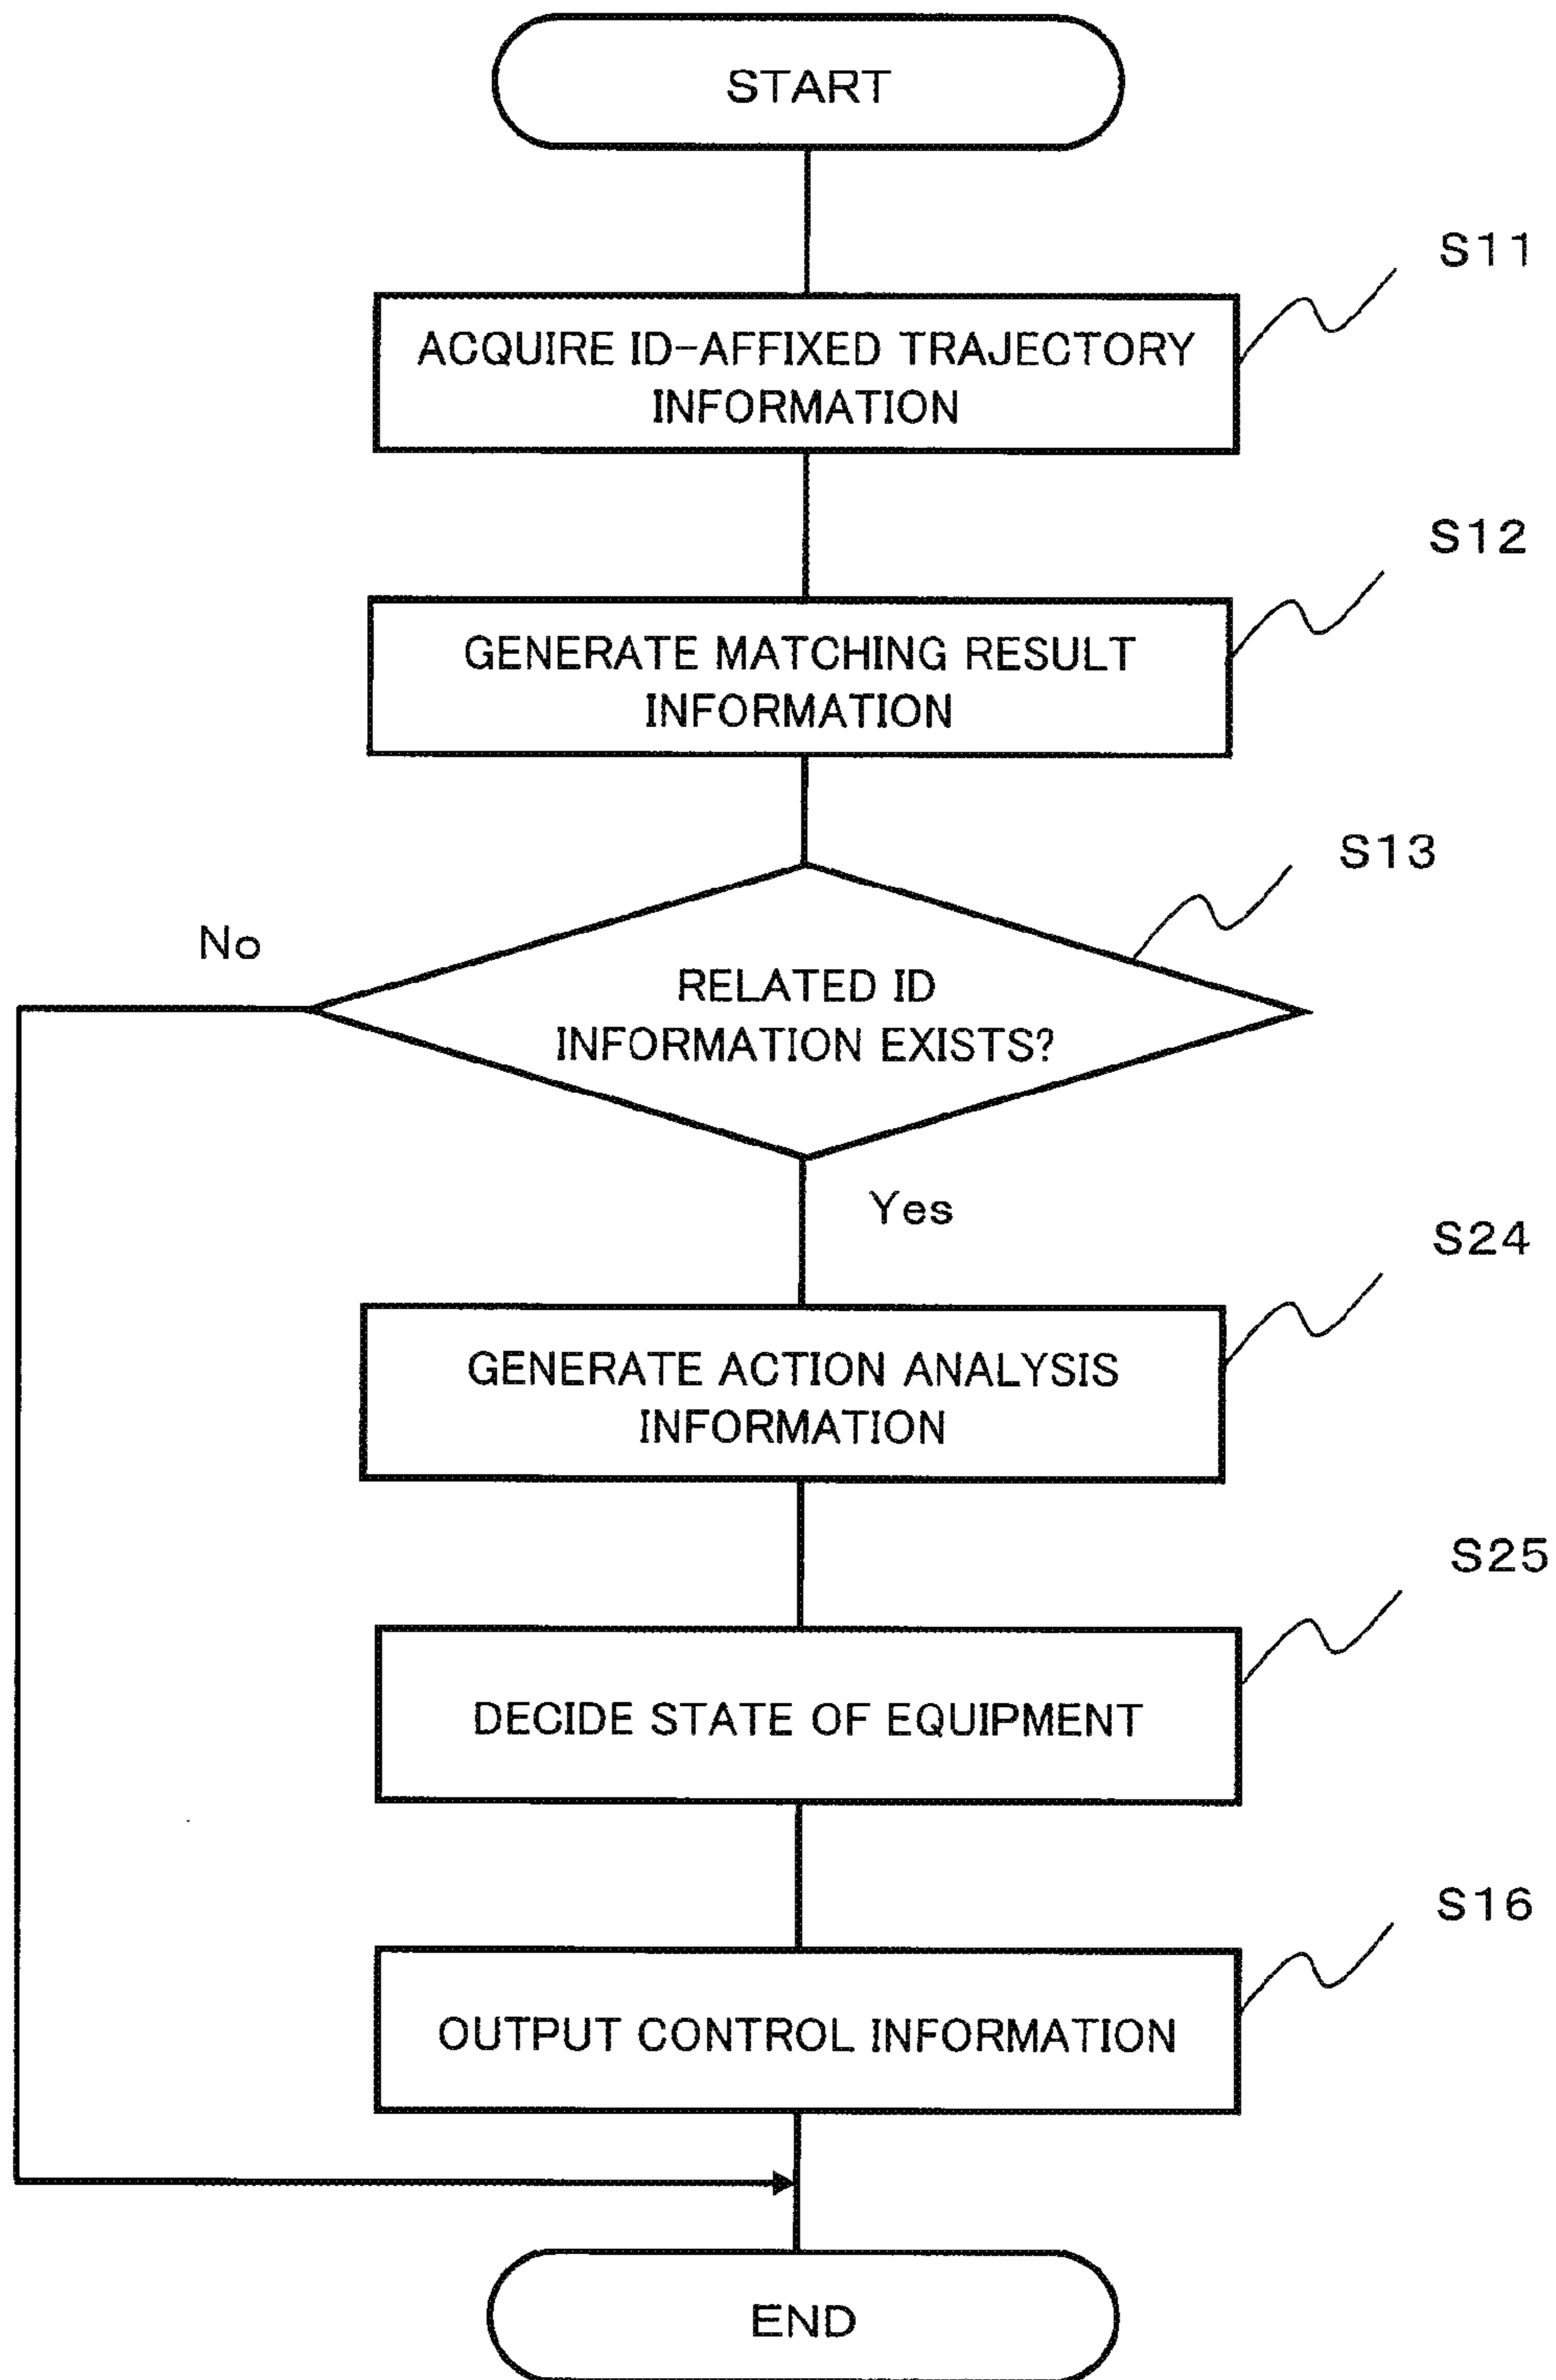 START
S11
ACQUIRE ID-AFFIXED TRAJECTORY
INFORMATION
S12
GENERATE MATCHING RESULT
INFORMATION
S13
No
RELATED ID
INFORMATION EXISTS?
Yes
S24
GENERATE ACTION ANALYSIS
INFORMATION
S25
DECIDE STATE OF EQUIPMENT
S16
OUTPUT CONTROL INFORMATION
END